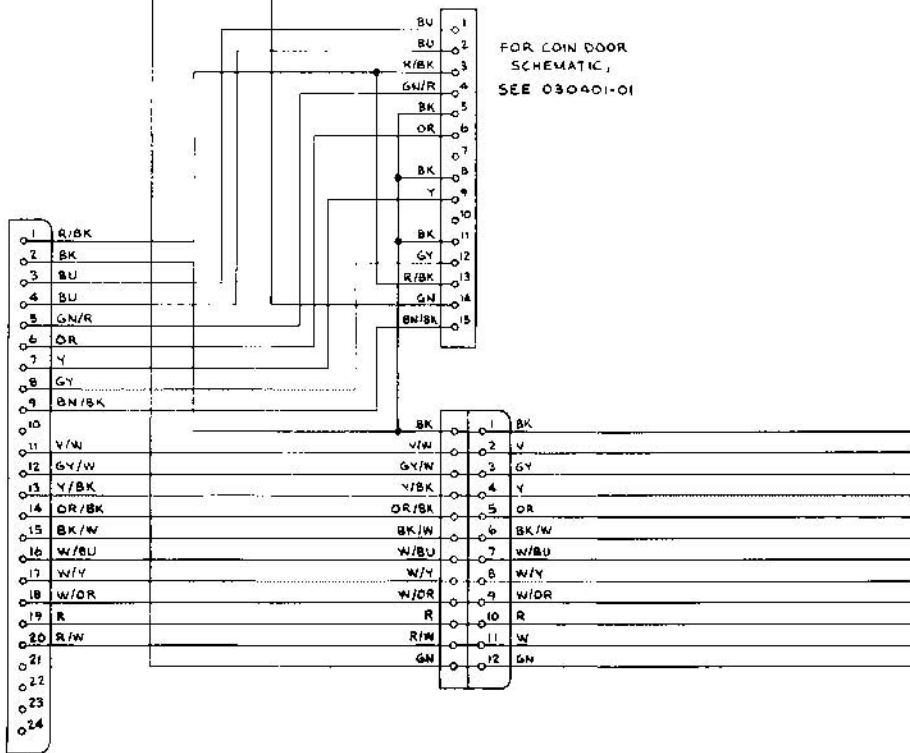 BU 1
BU 2
R/BK 3
GN/R 4
BK 5
OR 6
7
BK 8
Y 9
10
BK 11
GY 12
R/BK 13
GN 14
BN/BK 15
FOR COIN DOOR
SCHEMATIC,
SEE 030401-01
1 R/BK
2 BK
3 BU
4 BU
5 GN/R
6 OR
7 Y
8 GY
9 BN/BK
10
11 V/W
12 GY/W
13 Y/BK
14 OR/BK
15 BK/W
16 W/BU
17 W/Y
18 W/OR
19 R
20 R/W
21
22
23
24
BK 1 BK
V/W 2 V
GY/W 3 GY
Y/BK 4 Y
OR/BK 5 OR
BK/W 6 BK/W
W/BU 7 W/BU
W/Y 8 W/Y
W/OR 9 W/OR
R 10 R
R/W 11 W
GN 12 GN